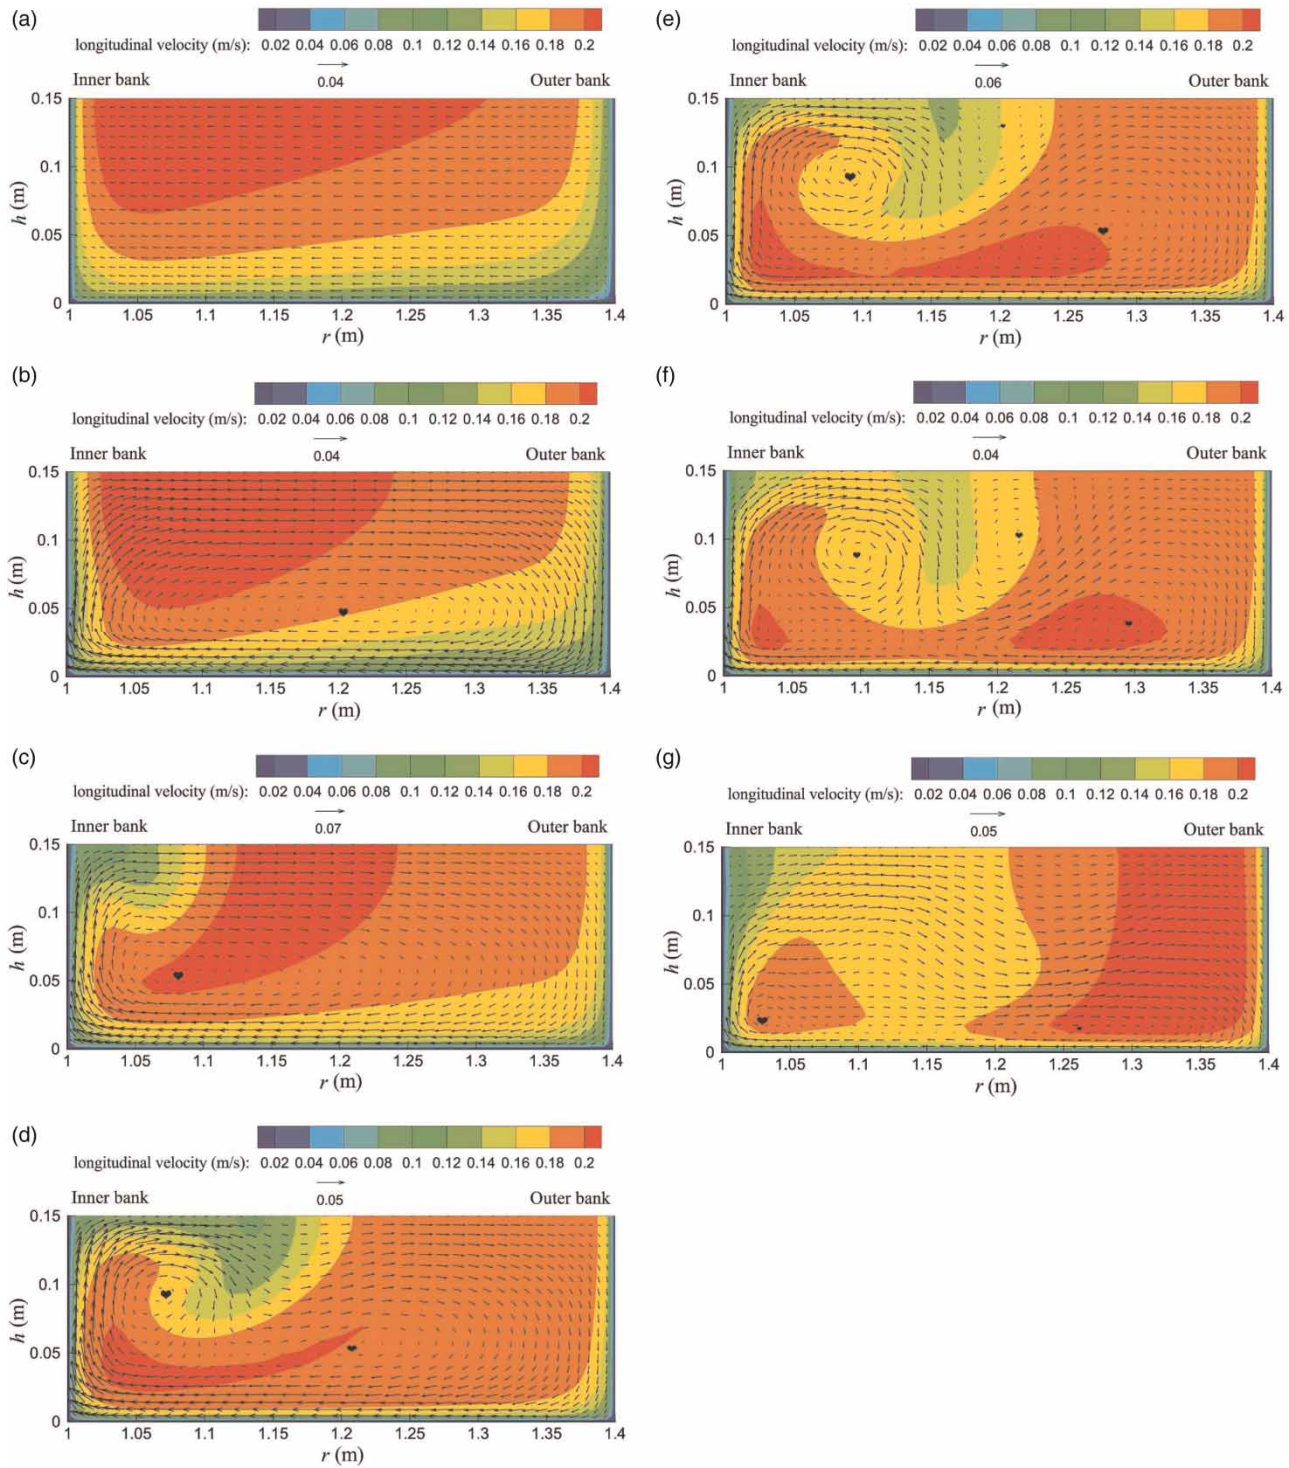 (a)
longitudinal velocity (m/s): 0.02 0.04 0.06 0.08 0.1 0.12 0.14 0.16 0.18 0.2
Inner bank 0.04 Outer bank
0.15
0.1
0.05
0
h (m)
1 1.05 1.1 1.15 1.2 1.25 1.3 1.35 1.4
r (m)
(b)
longitudinal velocity (m/s): 0.02 0.04 0.06 0.08 0.1 0.12 0.14 0.16 0.18 0.2
Inner bank 0.04 Outer bank
0.15
0.1
0.05
0
h (m)
1 1.05 1.1 1.15 1.2 1.25 1.3 1.35 1.4
r (m)
(c)
longitudinal velocity (m/s): 0.02 0.04 0.06 0.08 0.1 0.12 0.14 0.16 0.18 0.2
Inner bank 0.07 Outer bank
0.15
0.1
0.05
0
h (m)
1 1.05 1.1 1.15 1.2 1.25 1.3 1.35 1.4
r (m)
(d)
longitudinal velocity (m/s): 0.02 0.04 0.06 0.08 0.1 0.12 0.14 0.16 0.18 0.2
Inner bank 0.05 Outer bank
0.15
0.1
0.05
0
h (m)
1 1.05 1.1 1.15 1.2 1.25 1.3 1.35 1.4
r (m)
(e)
longitudinal velocity (m/s): 0.02 0.04 0.06 0.08 0.1 0.12 0.14 0.16 0.18 0.2
Inner bank 0.06 Outer bank
0.15
0.1
0.05
0
h (m)
1 1.05 1.1 1.15 1.2 1.25 1.3 1.35 1.4
r (m)
(f)
longitudinal velocity (m/s): 0.02 0.04 0.06 0.08 0.1 0.12 0.14 0.16 0.18 0.2
Inner bank 0.04 Outer bank
0.15
0.1
0.05
0
h (m)
1 1.05 1.1 1.15 1.2 1.25 1.3 1.35 1.4
r (m)
(g)
longitudinal velocity (m/s): 0.02 0.04 0.06 0.08 0.1 0.12 0.14 0.16 0.18 0.2
Inner bank 0.05 Outer bank
0.15
0.1
0.05
0
h (m)
1 1.05 1.1 1.15 1.2 1.25 1.3 1.35 1.4
r (m)